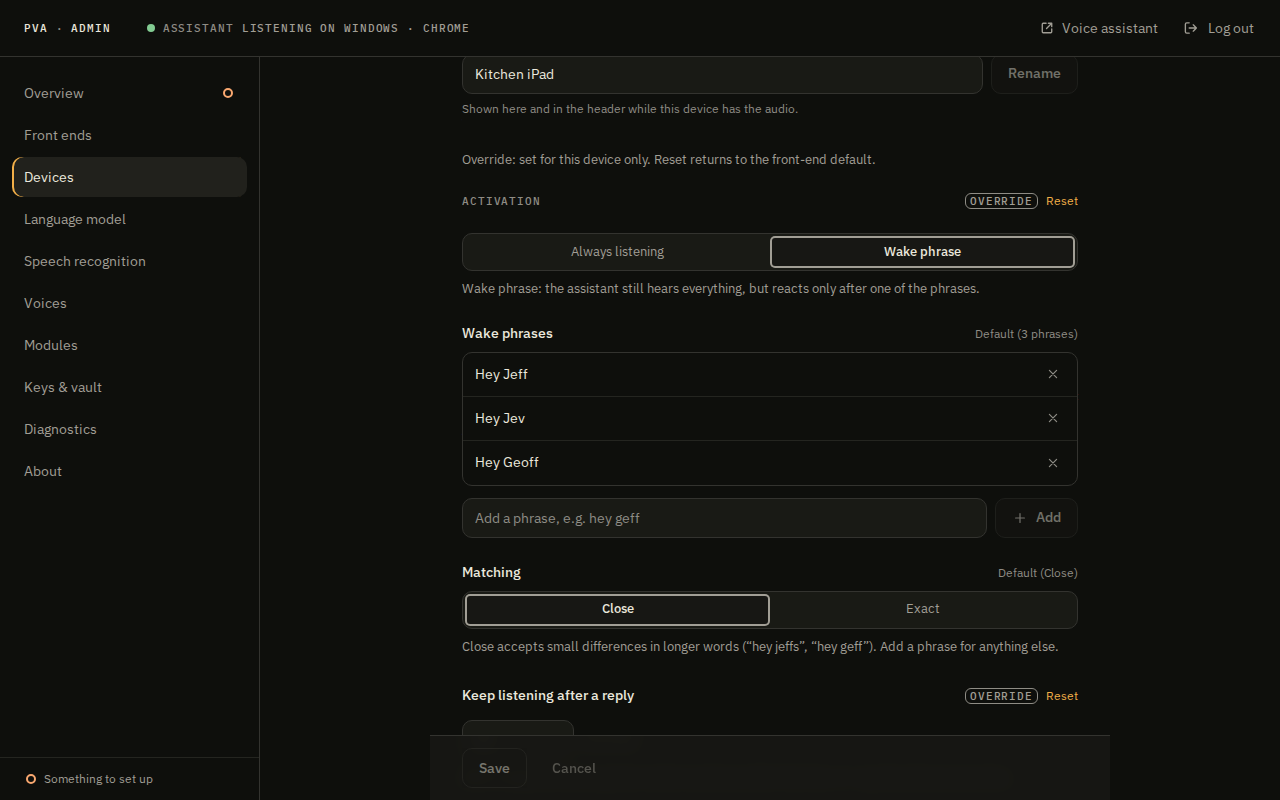 PVA · ADMIN
ASSISTANT LISTENING ON WINDOWS · CHROME
Voice assistant
Log out
Overview
Front ends
Devices
Language model
Speech recognition
Voices
Modules
Keys & vault
Diagnostics
About
Something to set up
Kitchen iPad
Rename
Shown here and in the header while this device has the audio.
Override: set for this device only. Reset returns to the front-end default.
ACTIVATION
OVERRIDE Reset
Always listening
Wake phrase
Wake phrase: the assistant still hears everything, but reacts only after one of the phrases.
Wake phrases
Default (3 phrases)
Hey Jeff
Hey Jev
Hey Geoff
Add a phrase, e.g. hey geff
Add
Matching
Default (Close)
Close
Exact
Close accepts small differences in longer words (“hey jeffs”, “hey geff”). Add a phrase for anything else.
Keep listening after a reply
OVERRIDE Reset
Save
Cancel